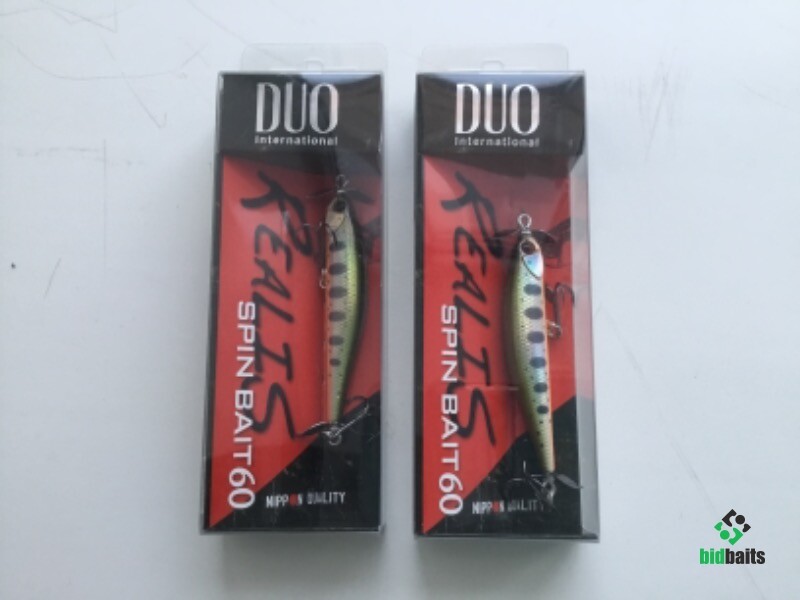 DUO
International
REALIS
SPIN BAIT 60
NIPPON QUALITY
DUO
International
REALIS
SPIN BAIT 60
NIPPON QUALITY
bidbaits